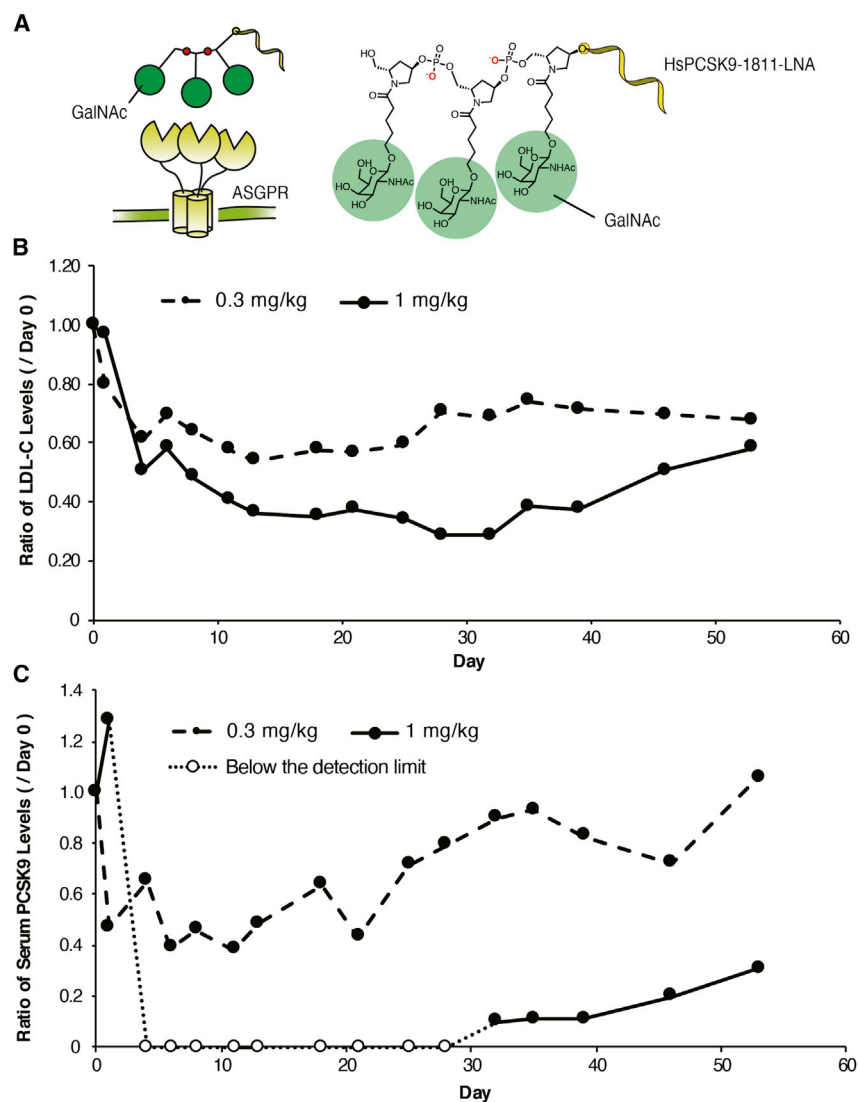 A
GalNAc
ASGPR
HO
O
O
P
O
-O
O
O
P
O
-O
O
HsPCSK9-1811-LNA
N
N
N
O
O
O
O
O
O
OH
HO
HO
O
NHAc
OH
HO
HO
O
NHAc
OH
HO
HO
O
NHAc
GalNAc
B
Ratio of LDL-C Levels ( / Day 0 )
1.20
1.00
0.80
0.60
0.40
0.20
0
0.3 mg/kg
1 mg/kg
0 10 20 30 40 50 60
Day
C
Ratio of Serum PCSK9 Levels ( / Day 0 )
1.4
1.2
1.0
0.8
0.6
0.4
0.2
0
0.3 mg/kg
1 mg/kg
Below the detection limit
0 10 20 30 40 50 60
Day